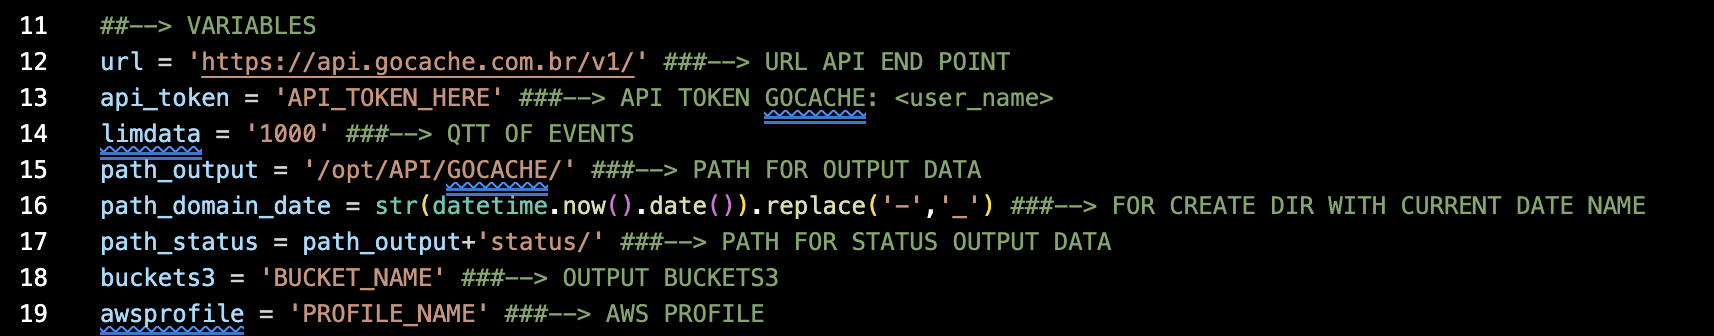 11 ##--> VARIABLES
12 url = 'https://api.gocache.com.br/v1/' ###--> URL API END POINT
13 api_token = 'API_TOKEN_HERE' ###--> API TOKEN GOCACHE: <user_name>
14 limdata = '1000' ###--> QTT OF EVENTS
15 path_output = '/opt/API/GOCACHE/' ###--> PATH FOR OUTPUT DATA
16 path_domain_date = str(datetime.now().date()).replace('-','_') ###--> FOR CREATE DIR WITH CURRENT DATE NAME
17 path_status = path_output+'status/' ###--> PATH FOR STATUS OUTPUT DATA
18 buckets3 = 'BUCKET_NAME' ###--> OUTPUT BUCKETS3
19 awsprofile = 'PROFILE_NAME' ###--> AWS PROFILE